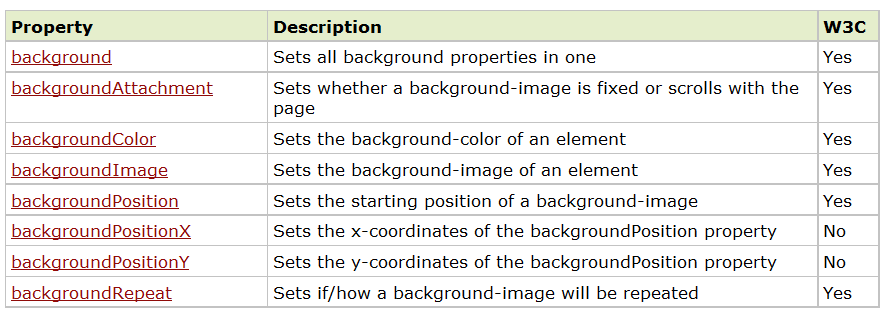 Property Description W3C
background Sets all background properties in one Yes
backgroundAttachment Sets whether a background-image is fixed or scrolls with the Yes
page
backgroundColor Sets the background-color of an element Yes
backgroundImage Sets the background-image of an element Yes
backgroundPosition Sets the starting position of a background-image Yes
backgroundPositionX Sets the x-coordinates of the backgroundPosition property No
backgroundPositionY Sets the y-coordinates of the backgroundPosition property No
backgroundRepeat Sets if/how a background-image will be repeated Yes